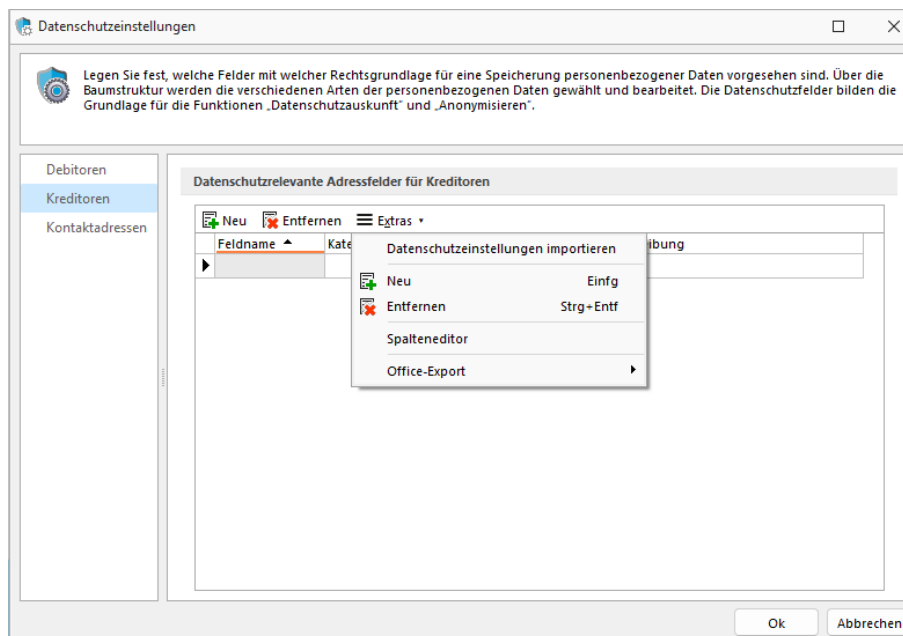 Datenschutzeinstellungen
Legen Sie fest, welche Felder mit welcher Rechtsgrundlage für eine Speicherung personenbezogener Daten vorgesehen sind. Über die
Baumstruktur werden die verschiedenen Arten der personenbezogenen Daten gewählt und bearbeitet. Die Datenschutzfelder bilden die
Grundlage für die Funktionen „Datenschutzauskunft" und „Anonymisieren".
Debitoren
Kreditoren
Kontaktadressen
Datenschutzrelevante Adressfelder für Kreditoren
Neu Entfernen Extras
Feldname Kate ibung
Datenschutzeinstellungen importieren
Neu Einfg
Entfernen Strg+Entf
Spalteneditor
Office-Export
Ok Abbrechen